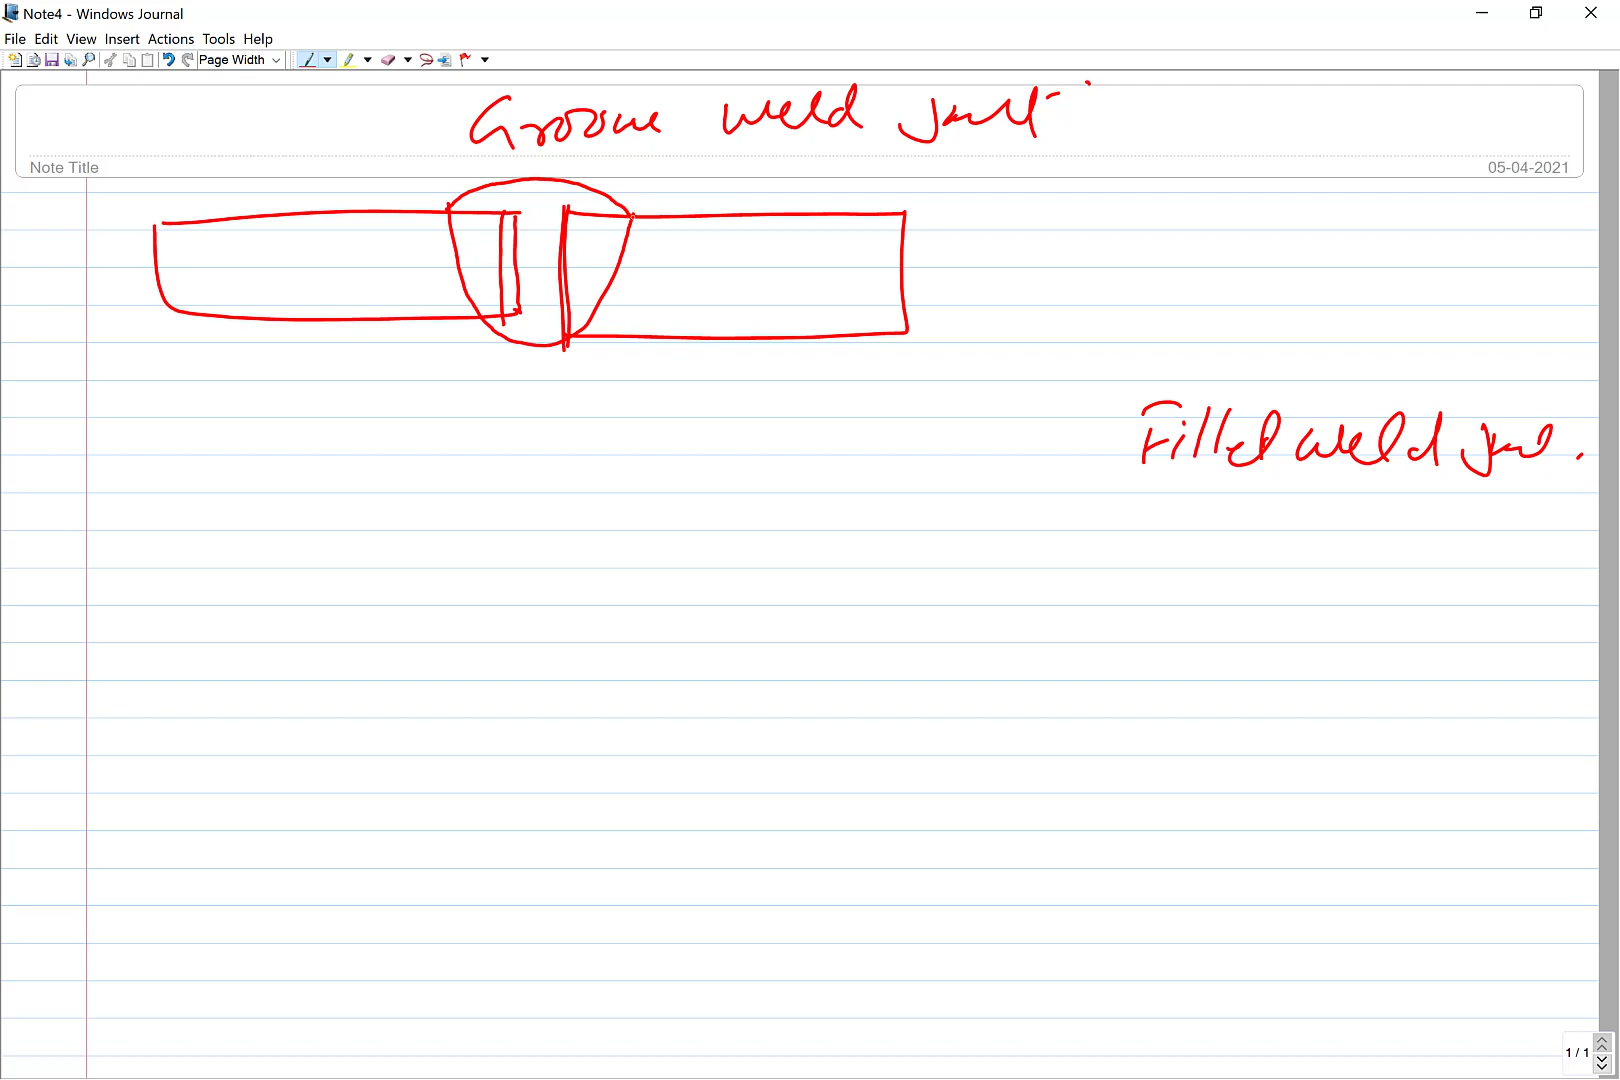 Note4 - Windows Journal
File Edit View Insert Actions Tools Help
Page Width
Groove weld joint
Note Title
05-04-2021
Fillet weld joint.
1 / 1